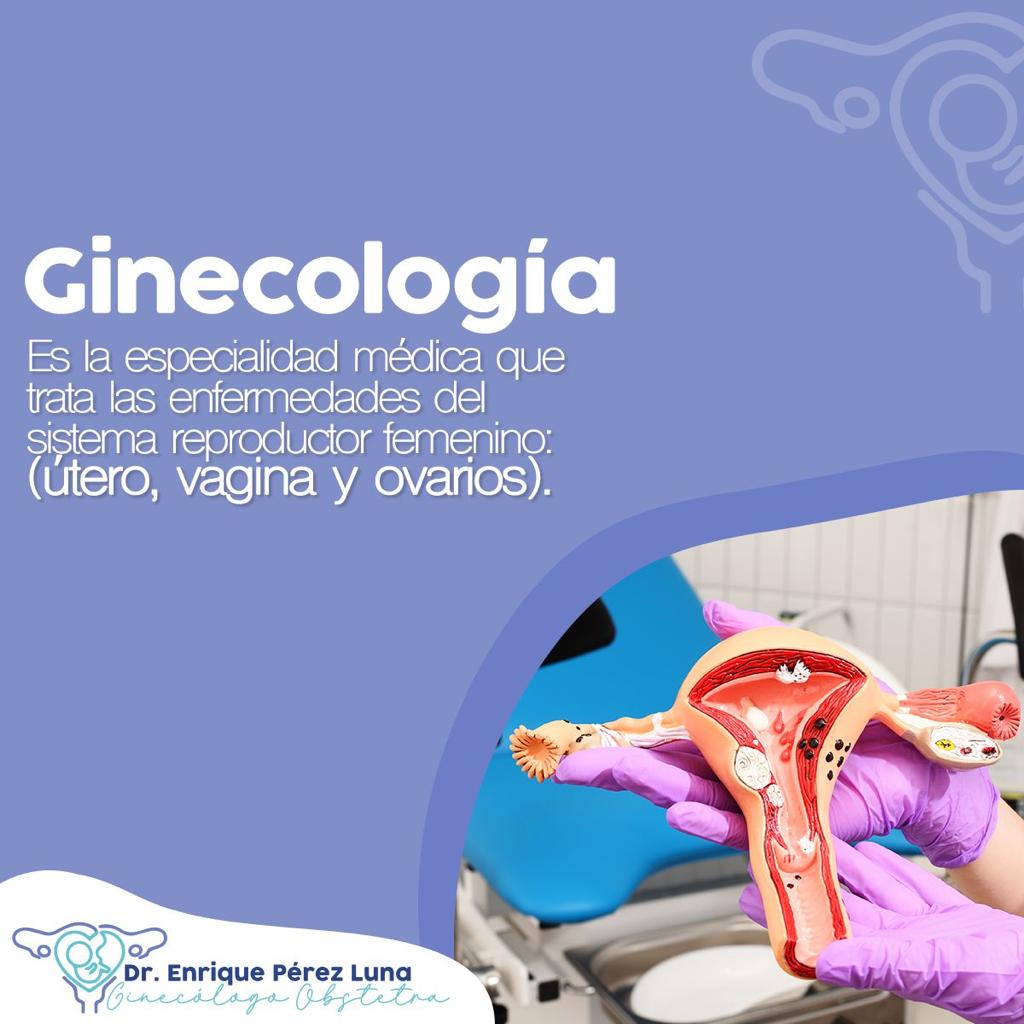 Ginecología
Es la especialidad médica que
trata las enfermedades del
sistema reproductor femenino:
(útero, vagina y ovarios).
Dr. Enrique Pérez Luna
Ginecólogo Obstetra